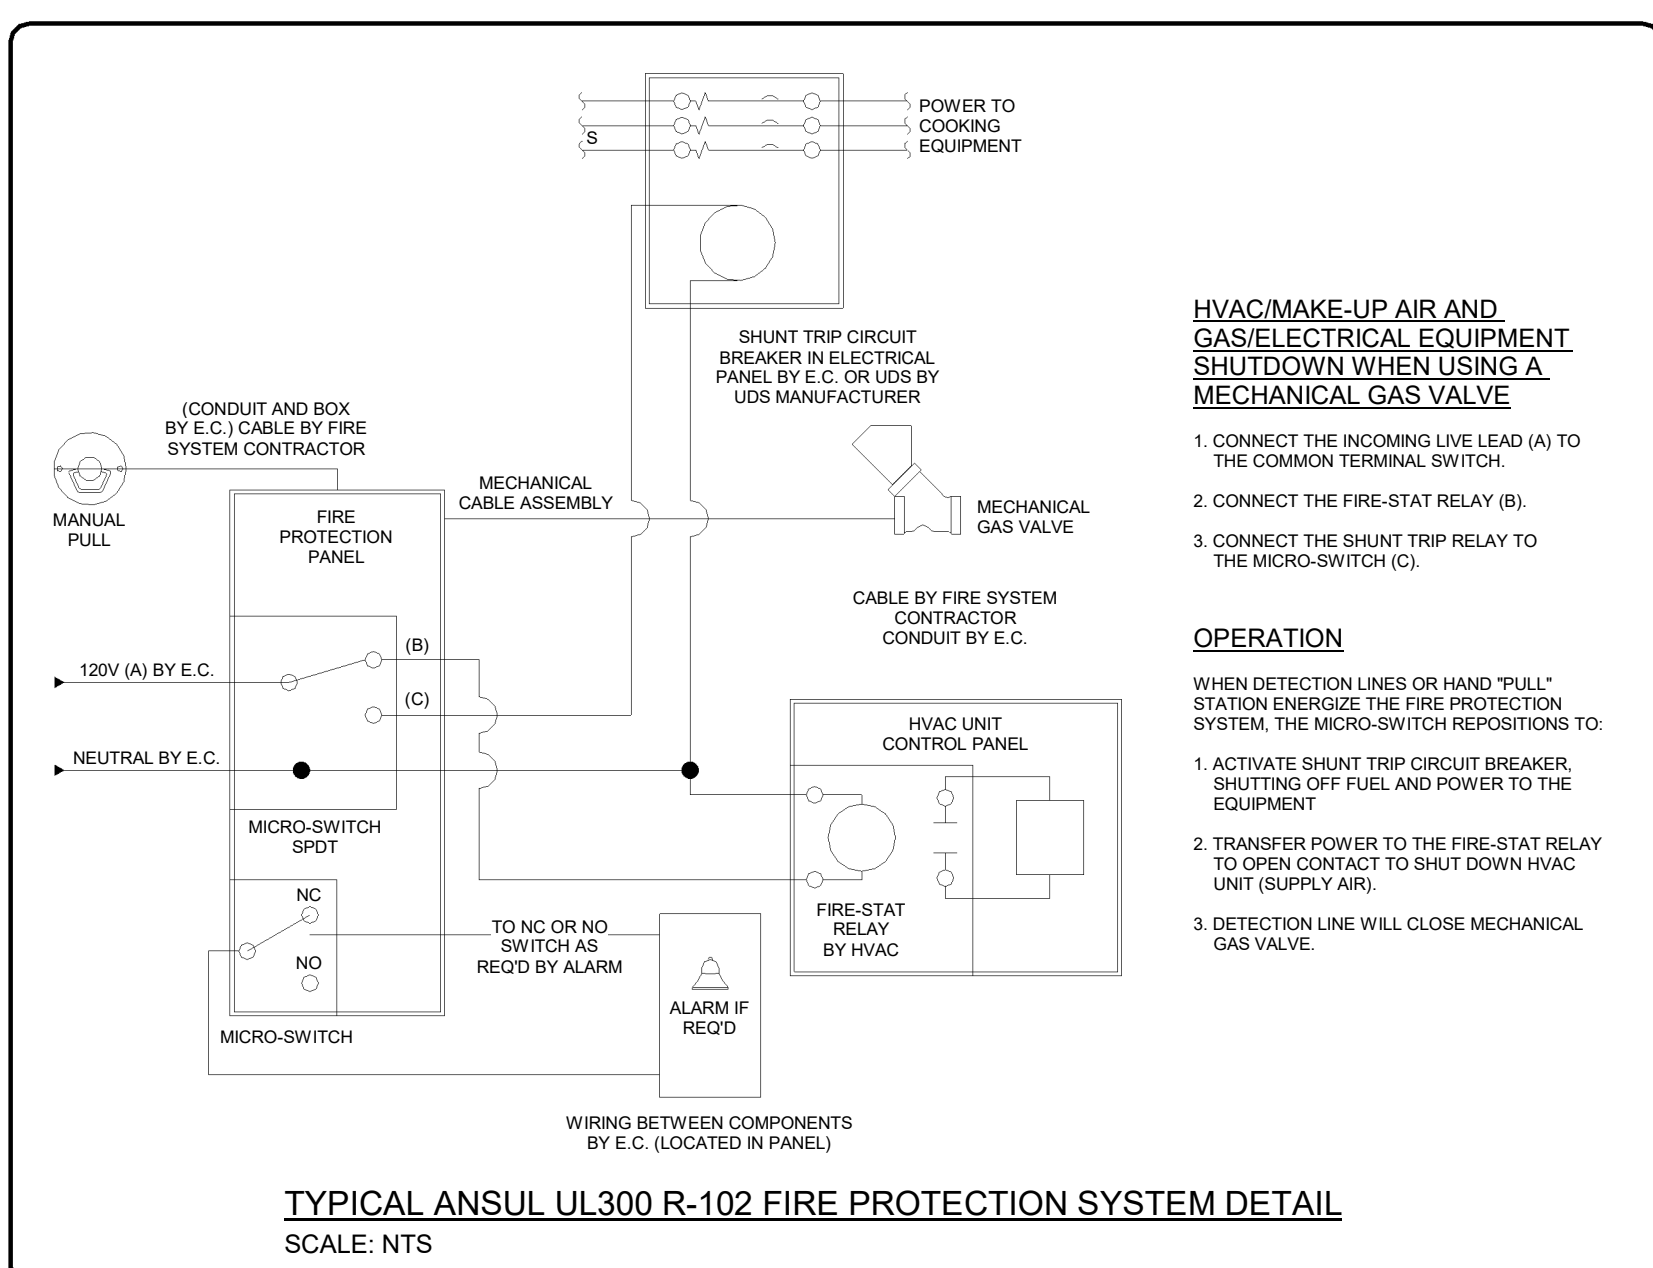 POWER TO
COOKING
EQUIPMENT
S
SHUNT TRIP CIRCUIT
BREAKER IN ELECTRICAL
PANEL BY E.C. OR UDS BY
UDS MANUFACTURER
(CONDUIT AND BOX
BY E.C.) CABLE BY FIRE
SYSTEM CONTRACTOR
MANUAL
PULL
MECHANICAL
CABLE ASSEMBLY
MECHANICAL
GAS VALVE
FIRE
PROTECTION
PANEL
CABLE BY FIRE SYSTEM
CONTRACTOR
CONDUIT BY E.C.
(B)
120V (A) BY E.C.
(C)
NEUTRAL BY E.C.
MICRO-SWITCH
SPDT
HVAC UNIT
CONTROL PANEL
FIRE-STAT
RELAY
BY HVAC
NC
NO
MICRO-SWITCH
TO NC OR NO
SWITCH AS
REQ'D BY ALARM
ALARM IF
REQ'D
WIRING BETWEEN COMPONENTS
BY E.C. (LOCATED IN PANEL)
HVAC/MAKE-UP AIR AND
GAS/ELECTRICAL EQUIPMENT
SHUTDOWN WHEN USING A
MECHANICAL GAS VALVE
1. CONNECT THE INCOMING LIVE LEAD (A) TO
THE COMMON TERMINAL SWITCH.
2. CONNECT THE FIRE-STAT RELAY (B).
3. CONNECT THE SHUNT TRIP RELAY TO
THE MICRO-SWITCH (C).
OPERATION
WHEN DETECTION LINES OR HAND "PULL"
STATION ENERGIZE THE FIRE PROTECTION
SYSTEM, THE MICRO-SWITCH REPOSITIONS TO:
1. ACTIVATE SHUNT TRIP CIRCUIT BREAKER,
SHUTTING OFF FUEL AND POWER TO THE
EQUIPMENT
2. TRANSFER POWER TO THE FIRE-STAT RELAY
TO OPEN CONTACT TO SHUT DOWN HVAC
UNIT (SUPPLY AIR).
3. DETECTION LINE WILL CLOSE MECHANICAL
GAS VALVE.
TYPICAL ANSUL UL300 R-102 FIRE PROTECTION SYSTEM DETAIL
SCALE: NTS